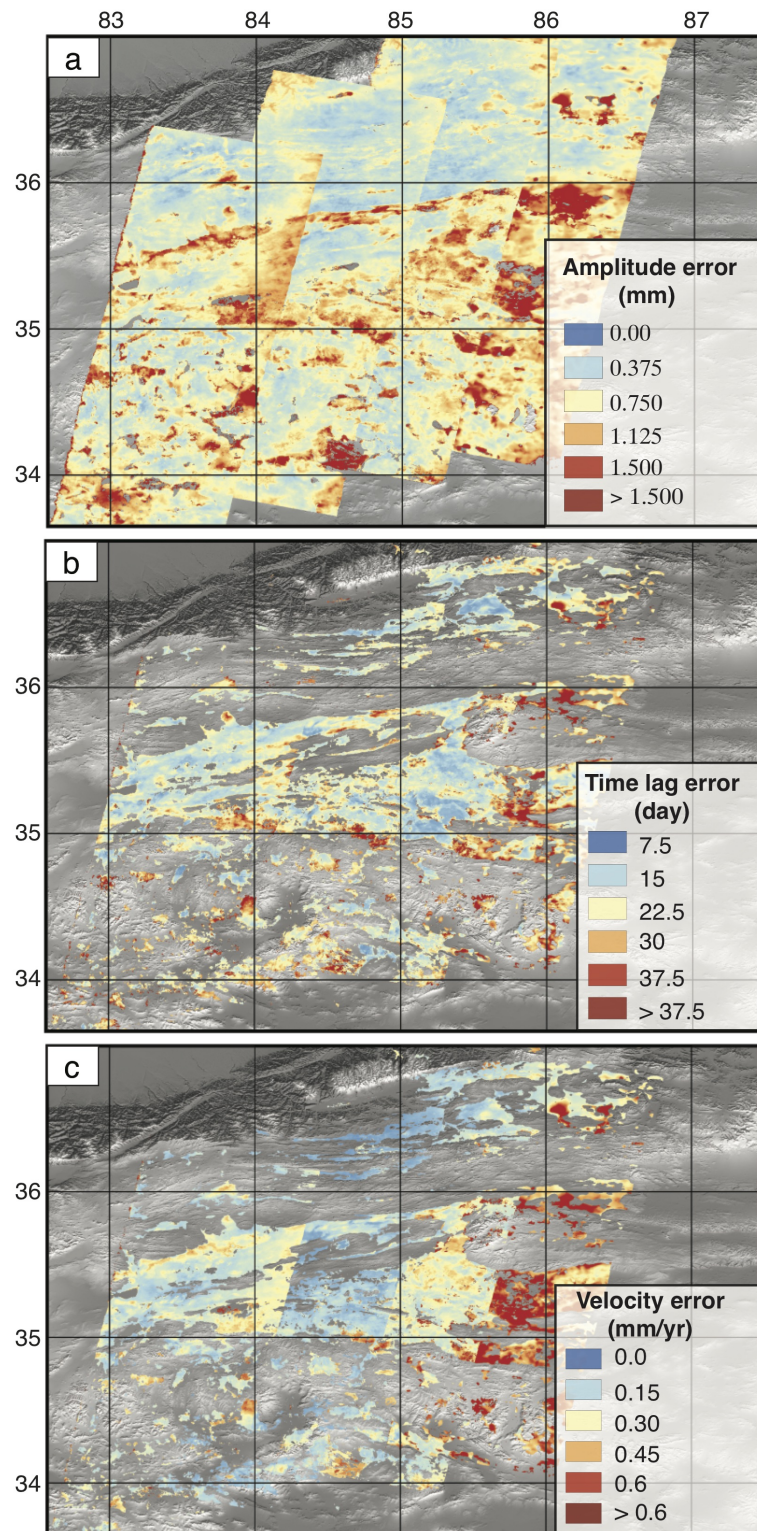 83 84 85 86 87
a
36
35
34
Amplitude error
(mm)
0.00
0.375
0.750
1.125
1.500
> 1.500
b
36
35
34
Time lag error
(day)
7.5
15
22.5
30
37.5
> 37.5
c
36
35
34
Velocity error
(mm/yr)
0.0
0.15
0.30
0.45
0.6
> 0.6